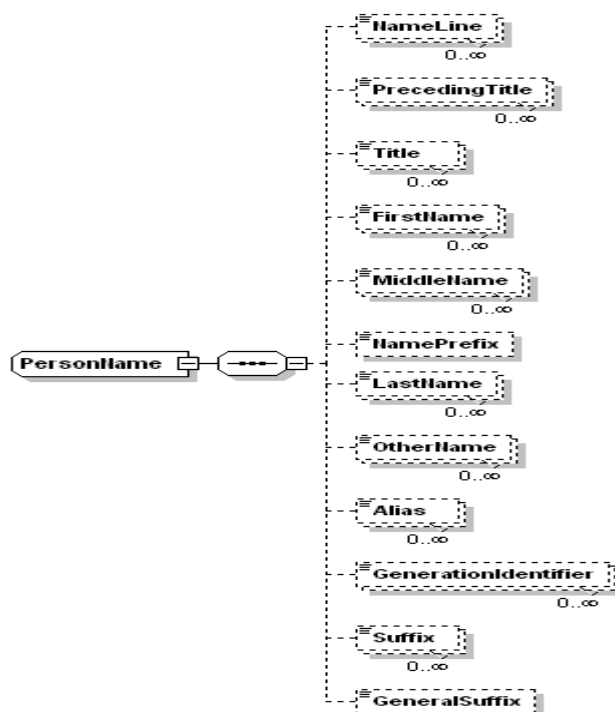 NameLine
0..∞
PrecedingTitle
0..∞
Title
0..∞
FirstName
0..∞
MiddleName
0..∞
PersonName
NamePrefix
LastName
0..∞
OtherName
0..∞
Alias
0..∞
GenerationIdentifier
0..∞
Suffix
0..∞
GeneralSuffix